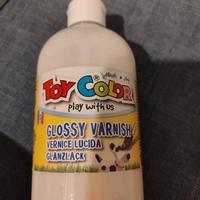 TOY COLOR
play with us
GLOSSY VARNISH
VERNICE LUCIDA
GLANZLACK